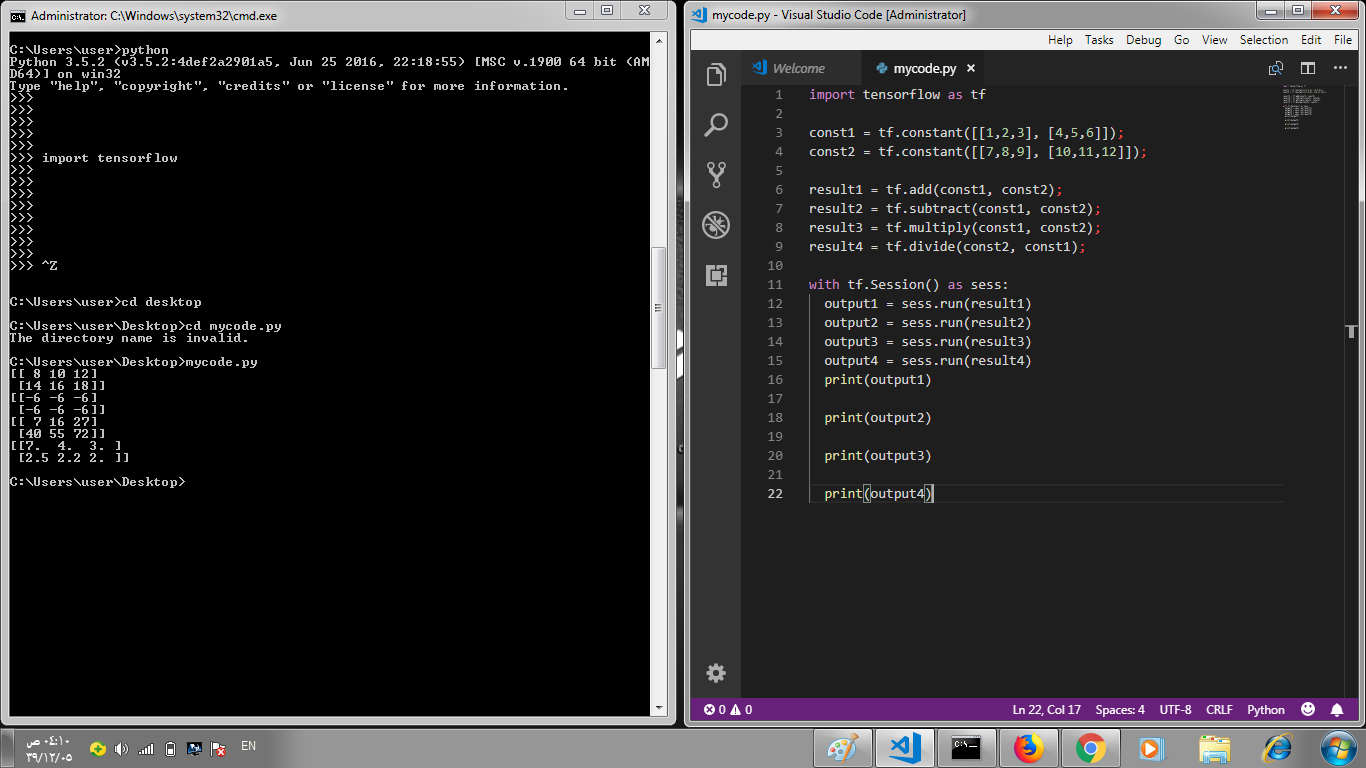 Administrator: C:\Windows\system32\cmd.exe
C:\Users\user>python
Python 3.5.2 (v3.5.2:4def2a2901a5, Jun 25 2016, 22:18:55) [MSC v.1900 64 bit (AM
D64)] on win32
Type "help", "copyright", "credits" or "license" for more information.
>>>
>>>
>>>
>>>
>>>
>>> import tensorflow
>>>
>>>
>>>
>>>
>>>
>>>
>>>
>>>
>>> ^Z
C:\Users\user>cd desktop
C:\Users\user\Desktop>cd mycode.py
The directory name is invalid.
C:\Users\user\Desktop>mycode.py
[[ 8 10 12]
 [14 16 18]]
[[-6 -6 -6]
 [-6 -6 -6]]
[[ 7 16 27]
 [40 55 72]]
[[7.  4.  3. ]
 [2.5 2.2 2. ]]
C:\Users\user\Desktop>
mycode.py - Visual Studio Code [Administrator]
Help Tasks Debug Go View Selection Edit File
Welcome mycode.py
1 import tensorflow as tf
2
3 const1 = tf.constant([[1,2,3], [4,5,6]]);
4 const2 = tf.constant([[7,8,9], [10,11,12]]);
5
6 result1 = tf.add(const1, const2);
7 result2 = tf.subtract(const1, const2);
8 result3 = tf.multiply(const1, const2);
9 result4 = tf.divide(const2, const1);
10
11 with tf.Session() as sess:
12   output1 = sess.run(result1)
13   output2 = sess.run(result2)
14   output3 = sess.run(result3)
15   output4 = sess.run(result4)
16   print(output1)
17
18   print(output2)
19
20   print(output3)
21
22   print(output4)
0 0 Ln 22, Col 17 Spaces: 4 UTF-8 CRLF Python
٠٤:١٠ ص
٣٩/١٢/٠٥
EN